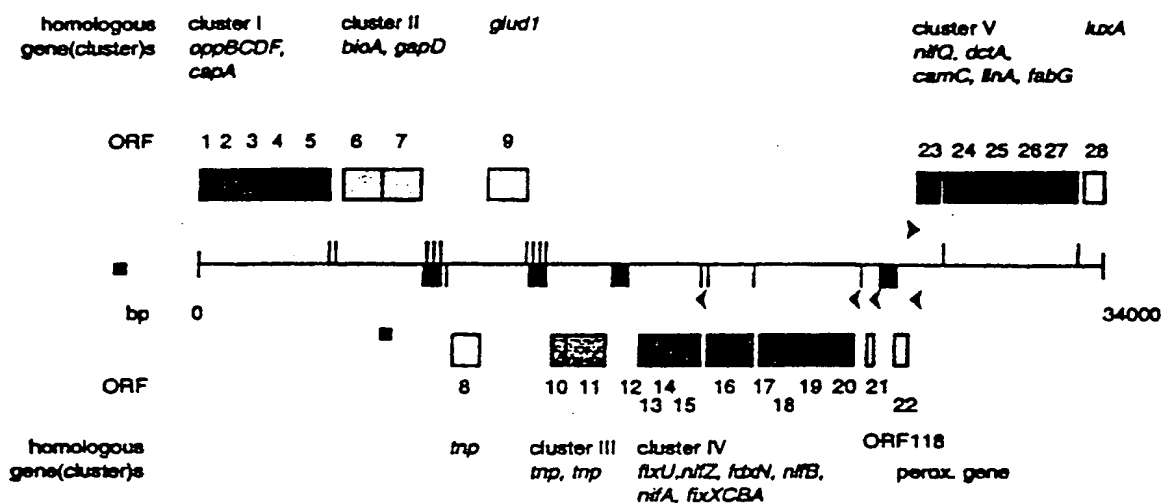 homologous gene(cluster)s
cluster I
oppBCDF,
capA
cluster II
bioA, gapD
glud1
cluster V
nifQ, dctA,
camC, linA, fabG
luxA
ORF
1 2 3 4 5 6 7 9 23 24 25 26 27 28
bp
0
34000
ORF
8 10 11 12 14 16 17 19 20 21
13 15 18 22
homologous gene(cluster)s
tnp
cluster III
tnp, tnp
cluster IV
fixU,nifZ, fdxN, nifB,
nifA, fixXCBA
ORF118
perox. gene